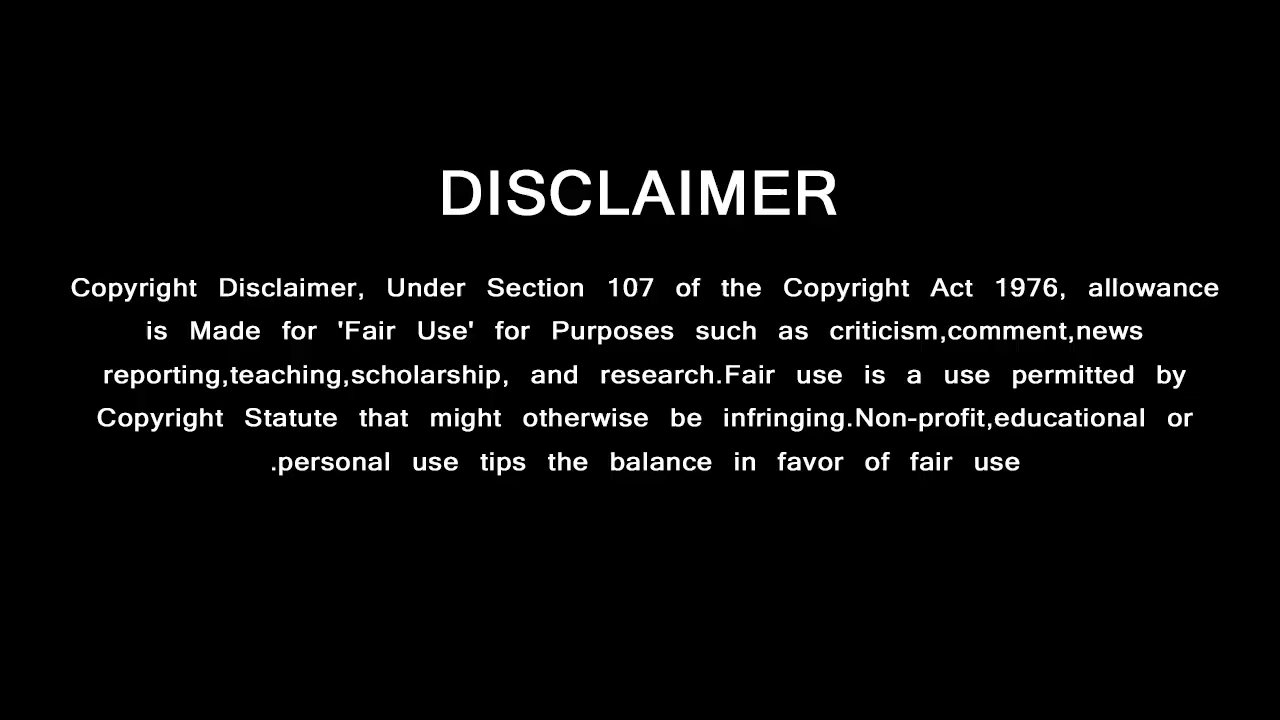 DISCLAIMER
Copyright Disclaimer, Under Section 107 of the Copyright Act 1976, allowance
is Made for 'Fair Use' for Purposes such as criticism,comment,news
reporting,teaching,scholarship, and research.Fair use is a use permitted by
Copyright Statute that might otherwise be infringing.Non-profit,educational or
.personal use tips the balance in favor of fair use